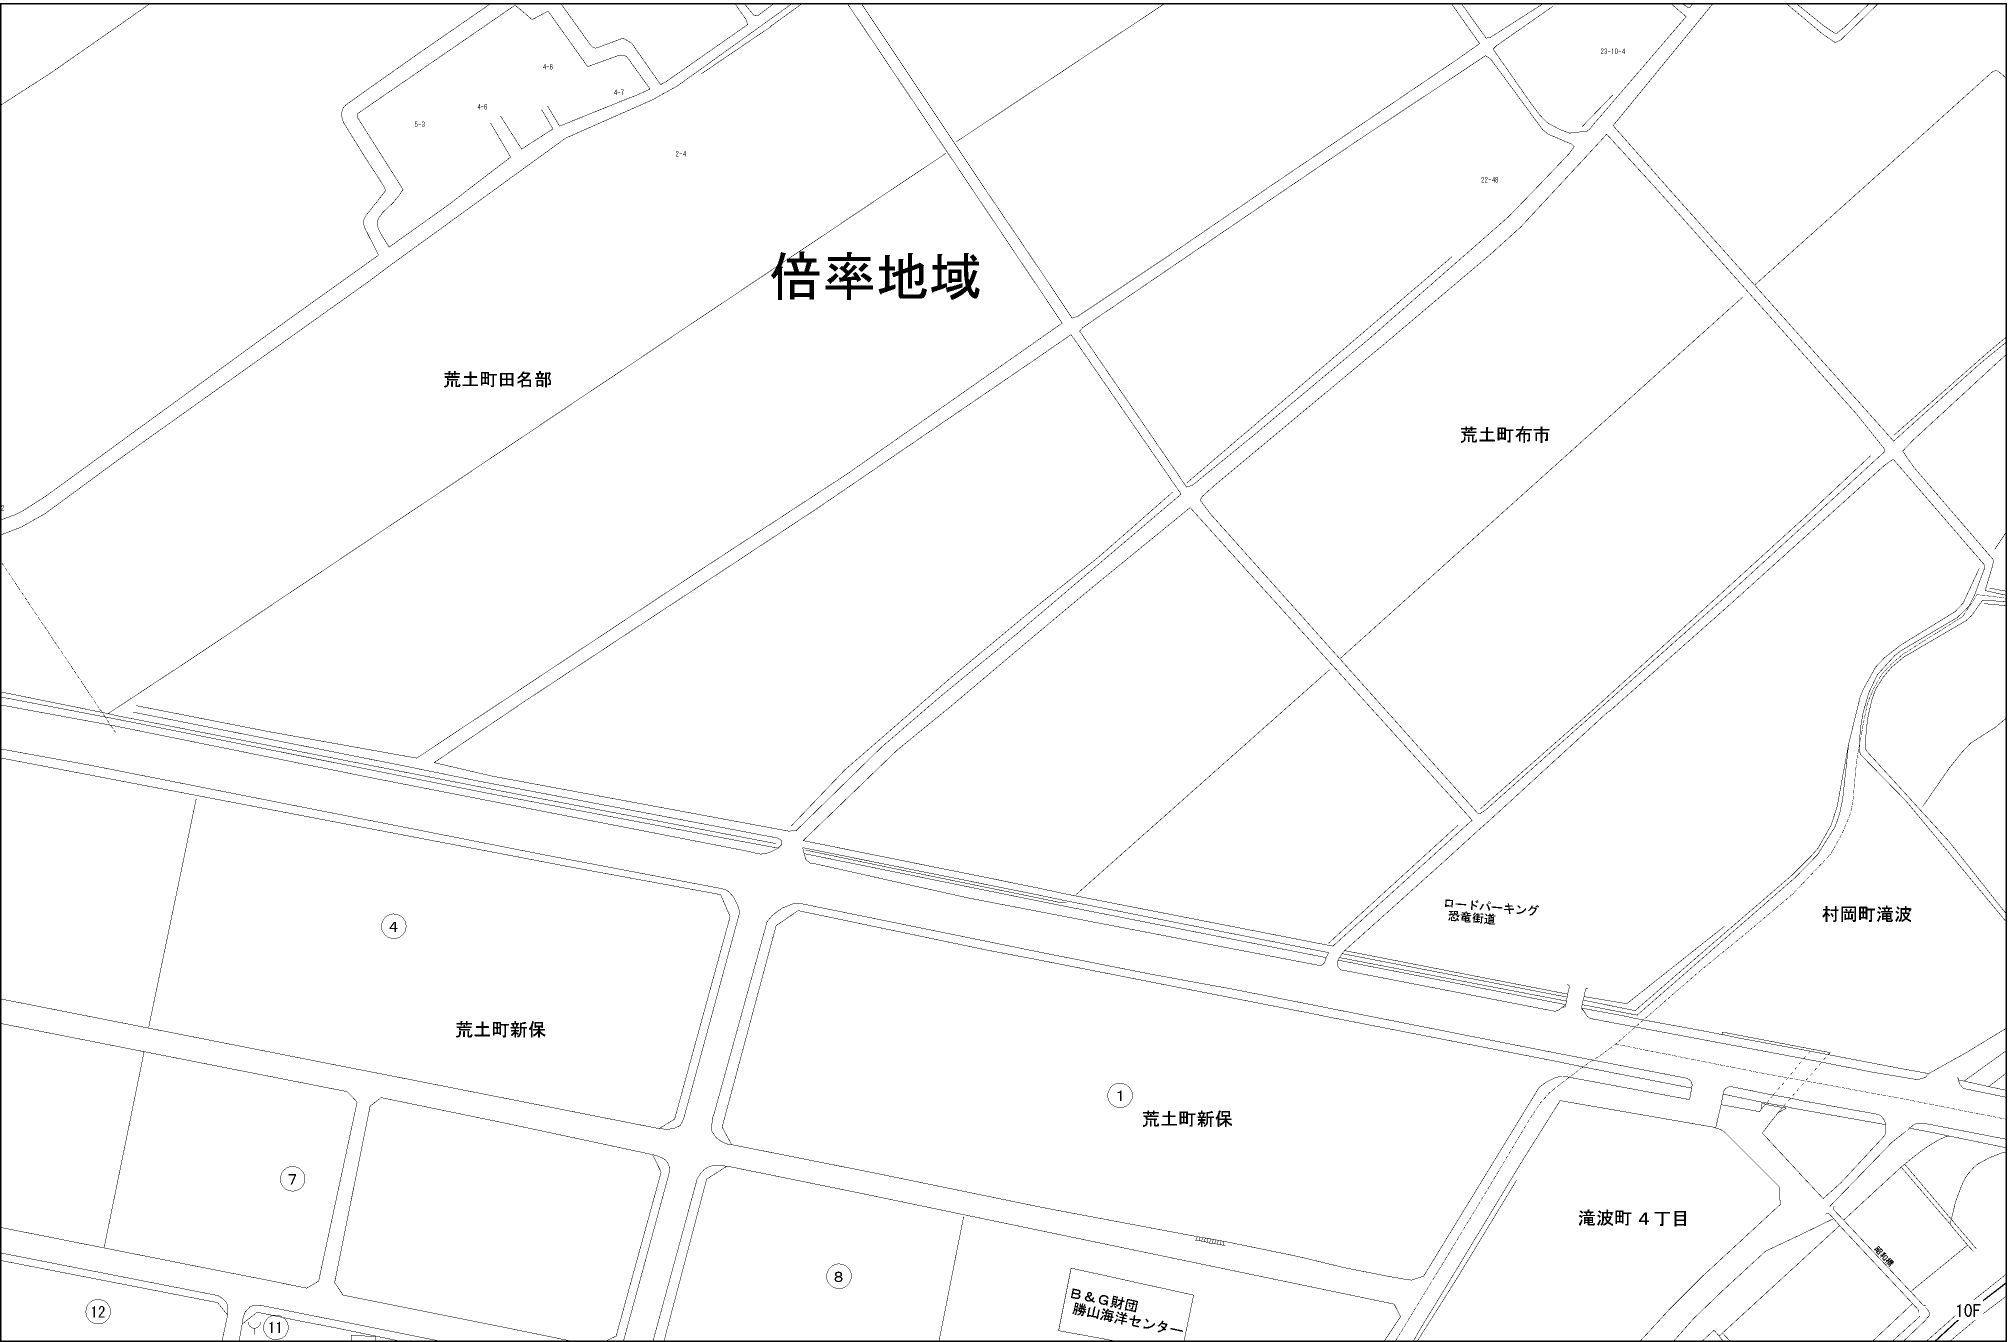 23-10-4
4-6
4-7
4-6
5-3
2-4
22-48
倍率地域
荒土町田名部
荒土町布市
2
ロードパーキング
恐竜街道
村岡町滝波
4
荒土町新保
1
荒土町新保
7
滝波町４丁目
昭和橋
8
Ｂ＆Ｇ財団
勝山海洋センター
12
11
10F